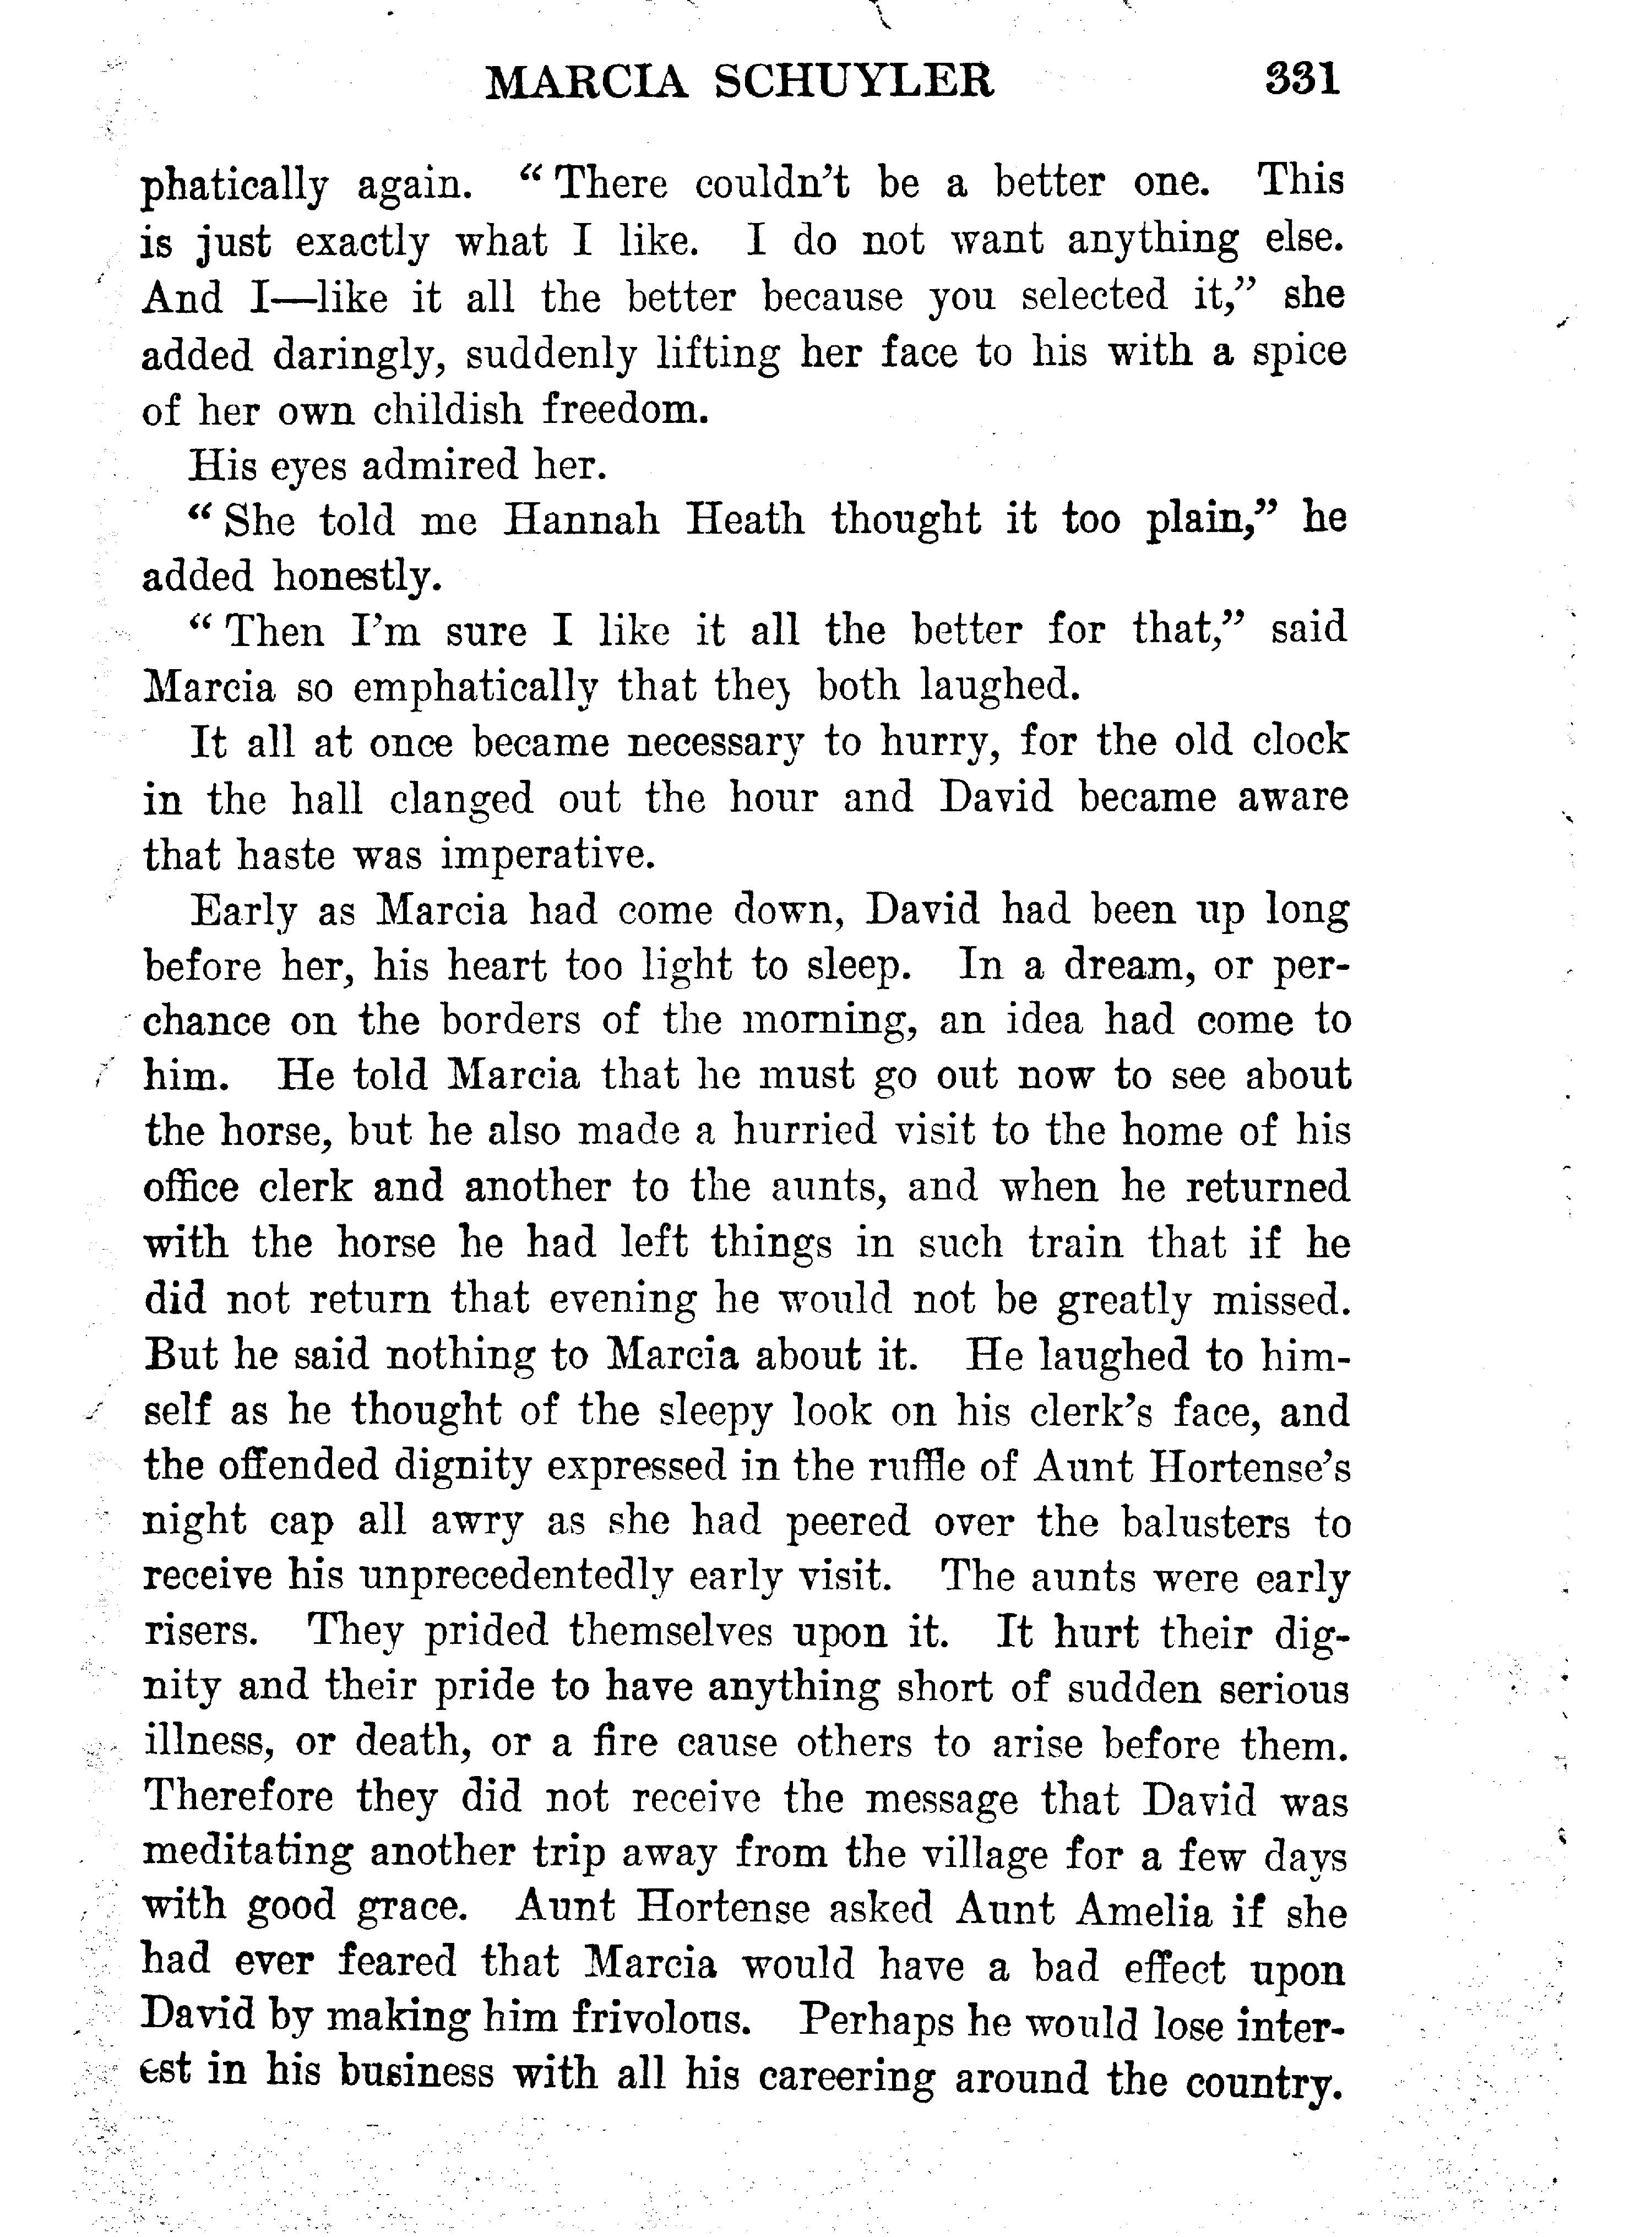 MARCIA SCHUYLER 331
phatically again. "There couldn't be a better one. This
is just exactly what I like. I do not want anything else.
And I—like it all the better because you selected it," she
added daringly, suddenly lifting her face to his with a spice
of her own childish freedom.
His eyes admired her.
"She told me Hannah Heath thought it too plain," he
added honestly.
"Then I'm sure I like it all the better for that," said
Marcia so emphatically that they both laughed.
It all at once became necessary to hurry, for the old clock
in the hall clanged out the hour and David became aware
that haste was imperative.
Early as Marcia had come down, David had been up long
before her, his heart too light to sleep. In a dream, or per-
chance on the borders of the morning, an idea had come to
him. He told Marcia that he must go out now to see about
the horse, but he also made a hurried visit to the home of his
office clerk and another to the aunts, and when he returned
with the horse he had left things in such train that if he
did not return that evening he would not be greatly missed.
But he said nothing to Marcia about it. He laughed to him-
self as he thought of the sleepy look on his clerk's face, and
the offended dignity expressed in the ruffle of Aunt Hortense's
night cap all awry as she had peered over the balusters to
receive his unprecedentedly early visit. The aunts were early
risers. They prided themselves upon it. It hurt their dig-
nity and their pride to have anything short of sudden serious
illness, or death, or a fire cause others to arise before them.
Therefore they did not receive the message that David was
meditating another trip away from the village for a few days
with good grace. Aunt Hortense asked Aunt Amelia if she
had ever feared that Marcia would have a bad effect upon
David by making him frivolous. Perhaps he would lose inter-
est in his business with all his careering around the country.